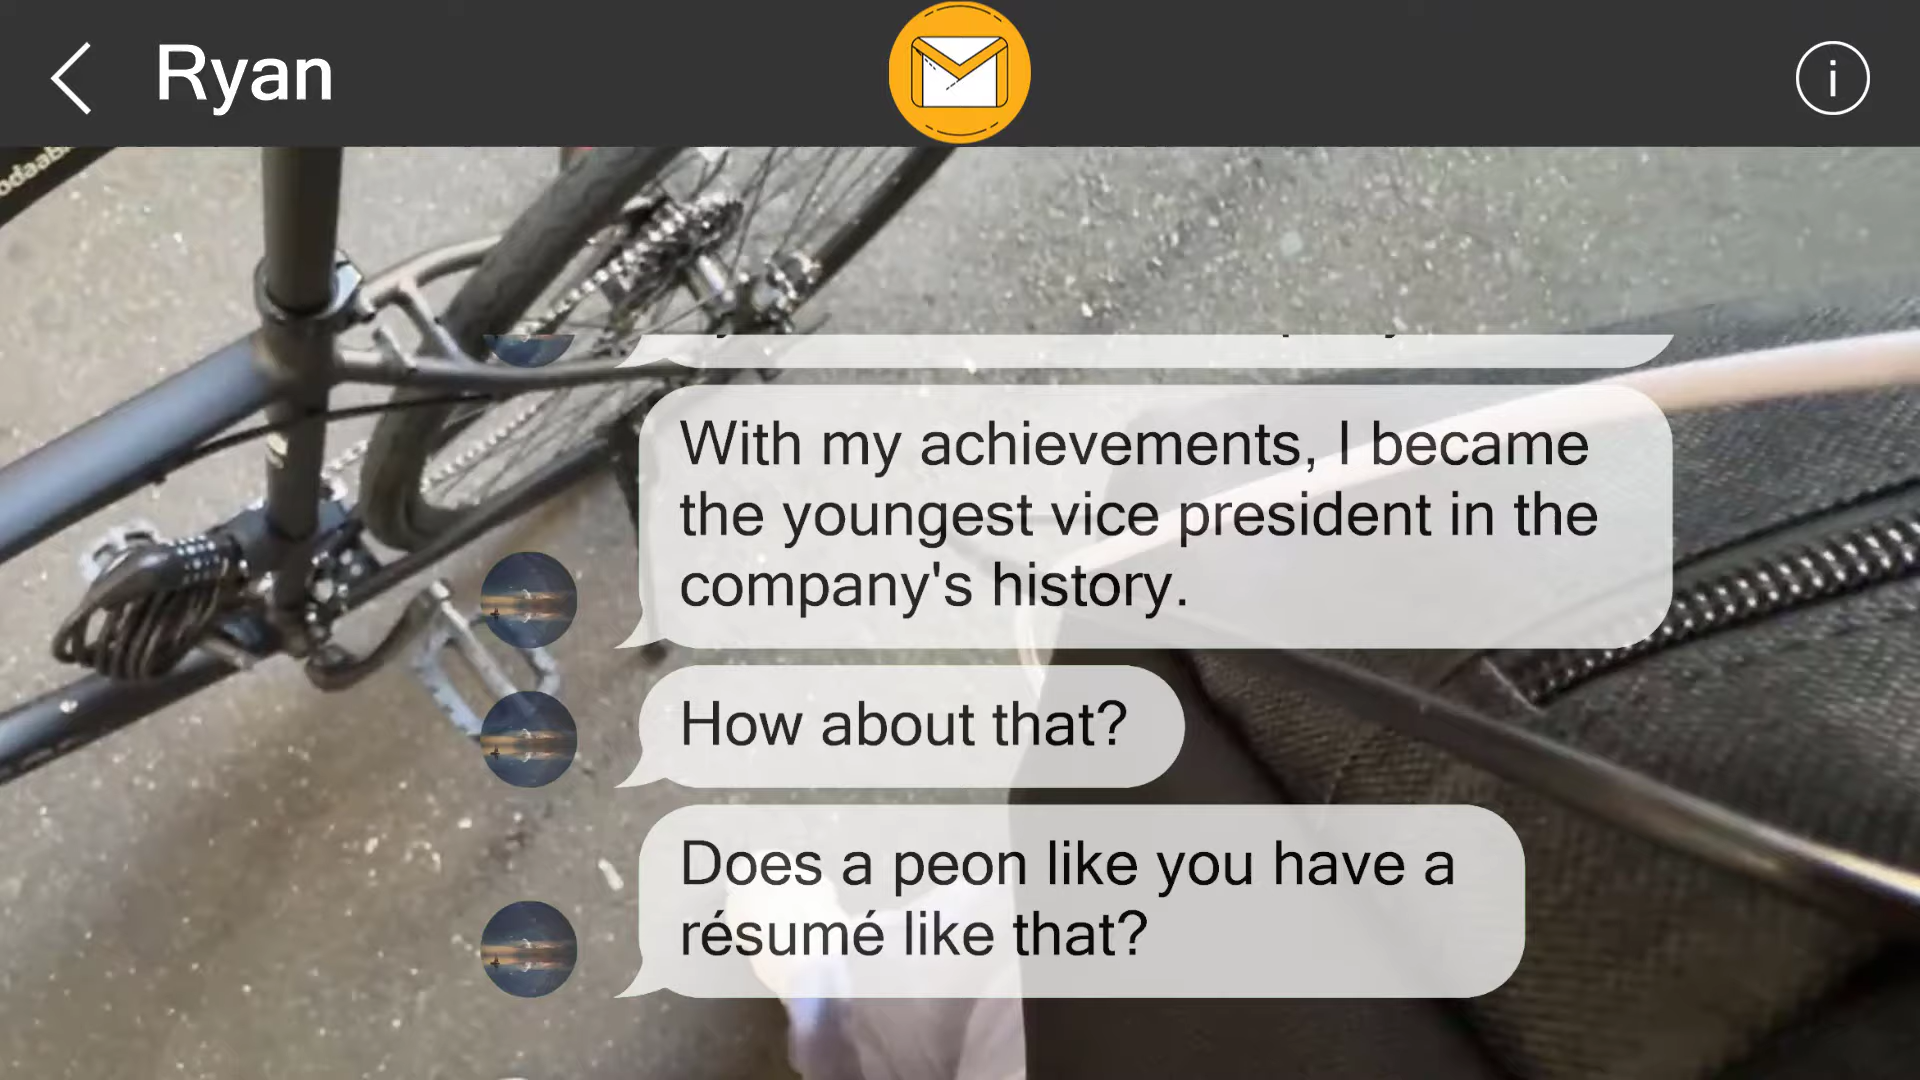 Ryan
With my achievements, I became
the youngest vice president in the
company's history.
How about that?
Does a peon like you have a
résumé like that?